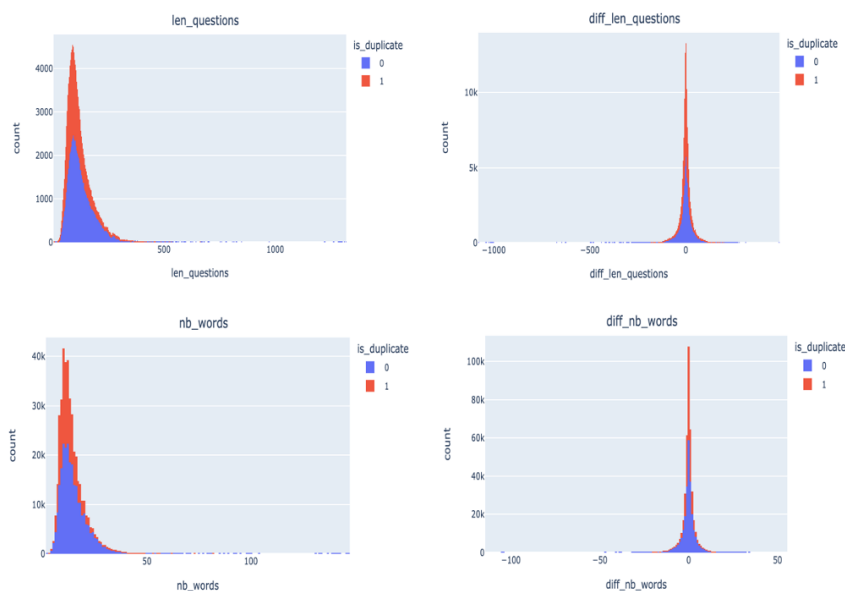 len_questions
is_duplicate
0
1
4000
3000
2000
1000
0
count
500
1000
len_questions
diff_len_questions
is_duplicate
0
1
10k
5k
0
count
−1000
−500
0
diff_len_questions
nb_words
is_duplicate
0
1
40k
30k
20k
10k
0
count
50
100
nb_words
diff_nb_words
is_duplicate
0
1
100k
80k
60k
40k
20k
0
count
−100
−50
0
50
diff_nb_words